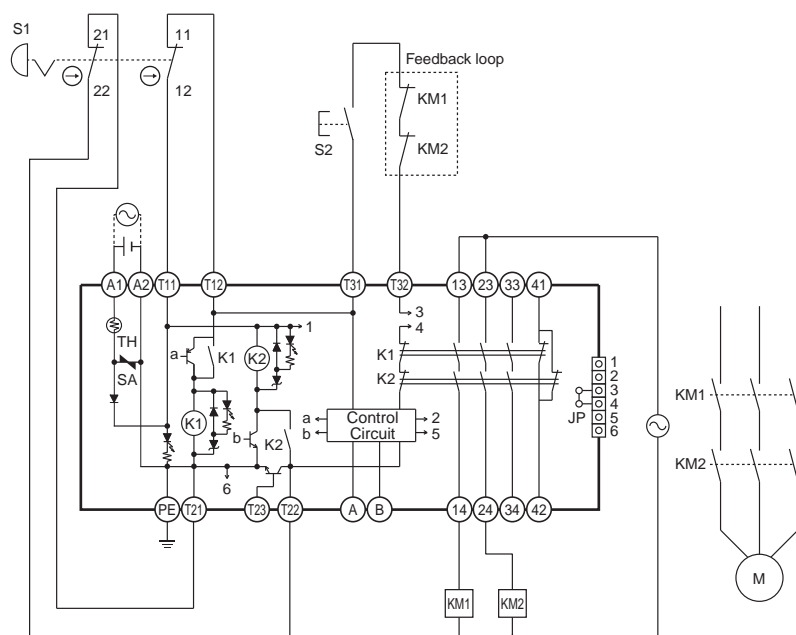 S1
21
11
22
12
Feedback loop
KM1
KM2
S2
A1
A2
T11
T12
T31
T32
13
23
33
41
TH
SA
a
K1
K2
1
3
4
K1
K2
K1
b
K2
a
b
Control
Circuit
2
5
6
JP
1
2
3
4
5
6
KM1
KM2
PE
T21
T23
T22
A
B
14
24
34
42
KM1
KM2
M